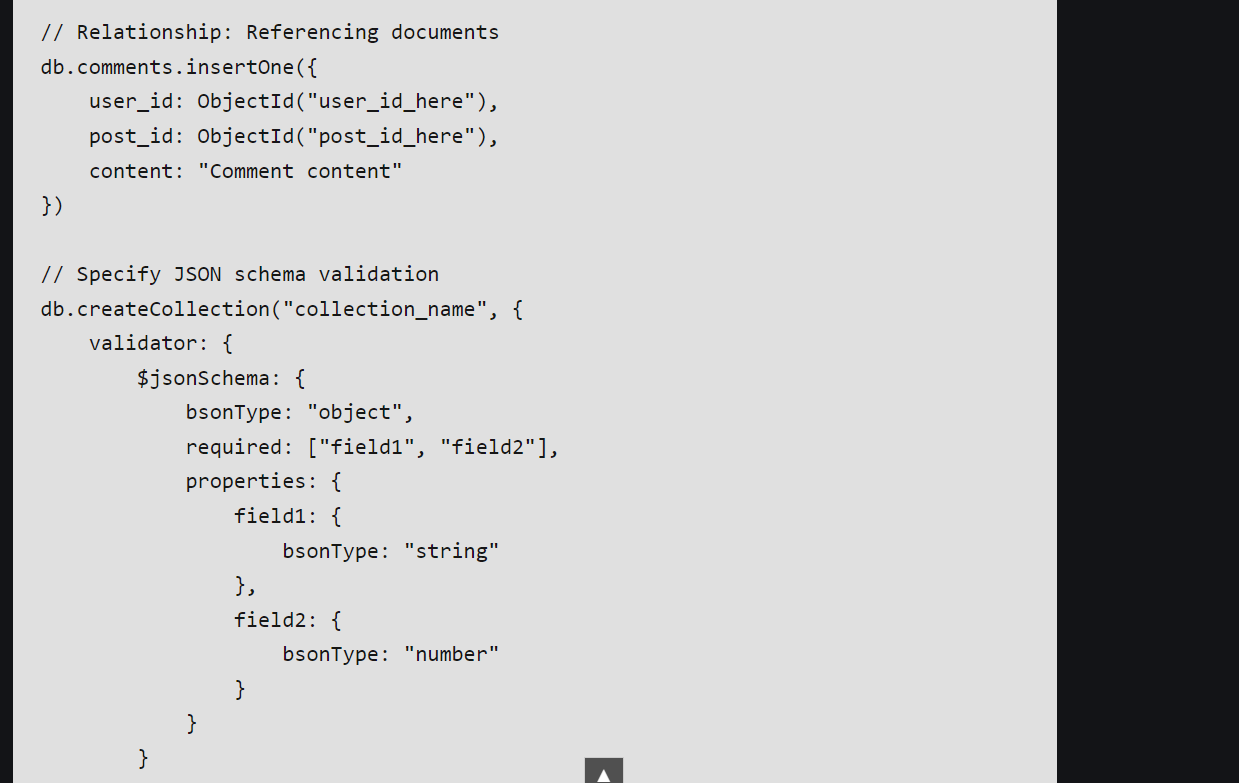 // Relationship: Referencing documents
db.comments.insertOne({
    user_id: ObjectId("user_id_here"),
    post_id: ObjectId("post_id_here"),
    content: "Comment content"
})

// Specify JSON schema validation
db.createCollection("collection_name", {
    validator: {
        $jsonSchema: {
            bsonType: "object",
            required: ["field1", "field2"],
            properties: {
                field1: {
                    bsonType: "string"
                },
                field2: {
                    bsonType: "number"
                }
            }
        }